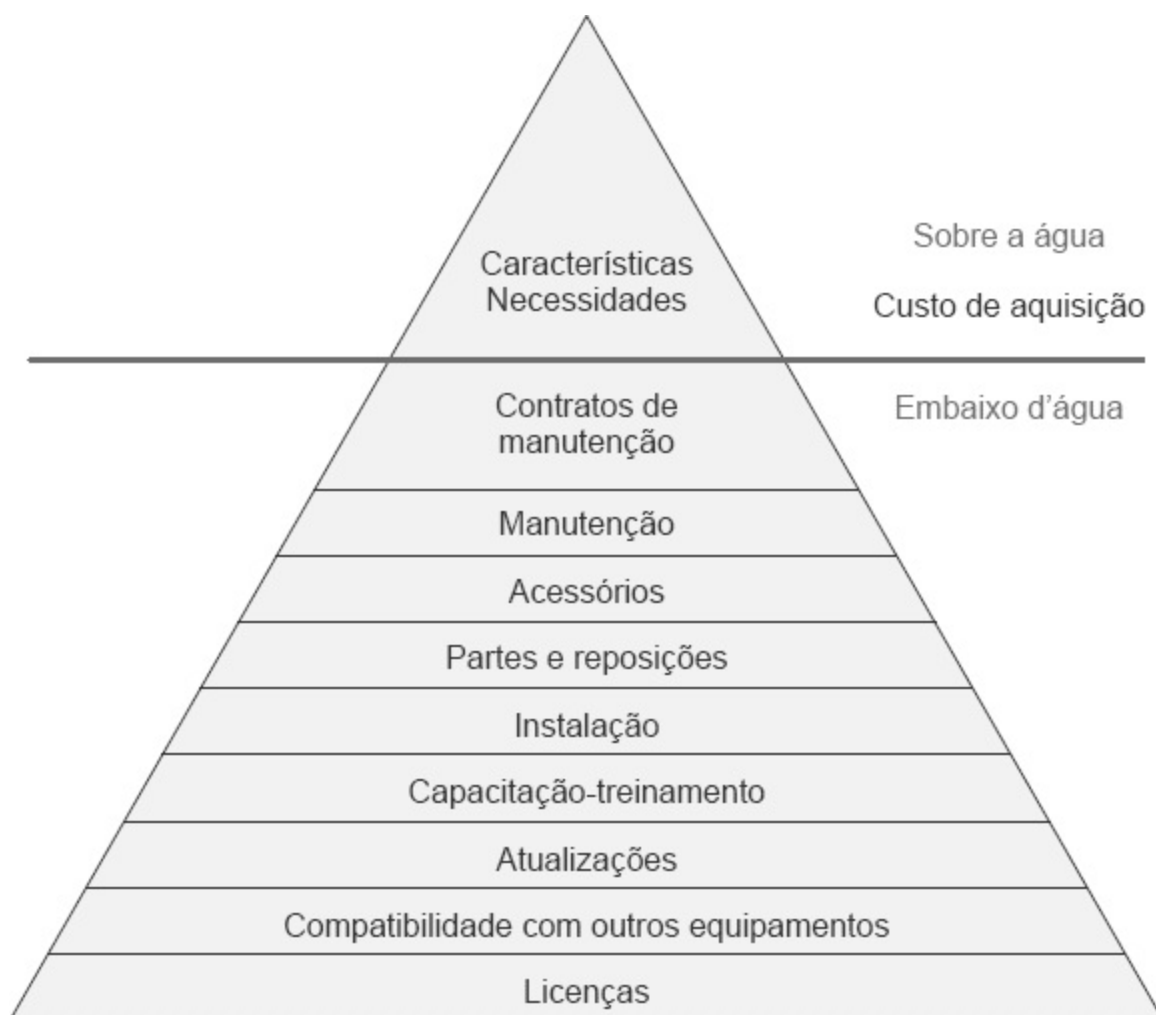 Sobre a água
Características
Necessidades
Custo de aquisição
Contratos de
manutenção
Embaixo d’água
Manutenção
Acessórios
Partes e reposições
Instalação
Capacitação-treinamento
Atualizações
Compatibilidade com outros equipamentos
Licenças